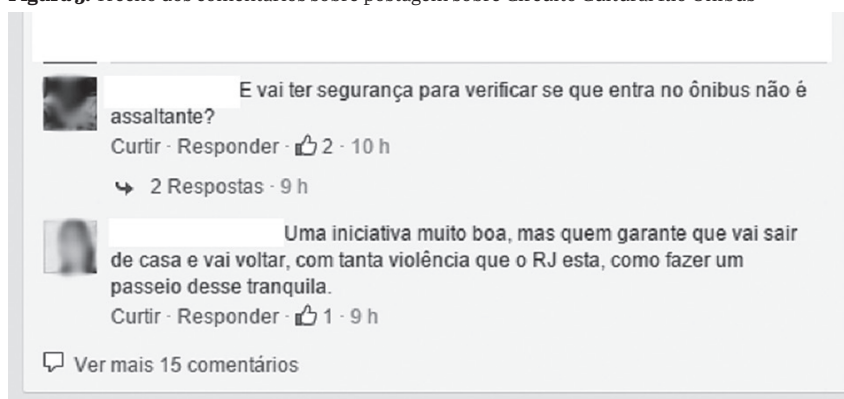 E vai ter segurança para verificar se que entra no ônibus não é
assaltante?
Curtir · Responder · 2 · 10 h
2 Respostas · 9 h
Uma iniciativa muito boa, mas quem garante que vai sair
de casa e vai voltar, com tanta violência que o RJ esta, como fazer um
passeio desse tranquila.
Curtir · Responder · 1 · 9 h
Ver mais 15 comentários